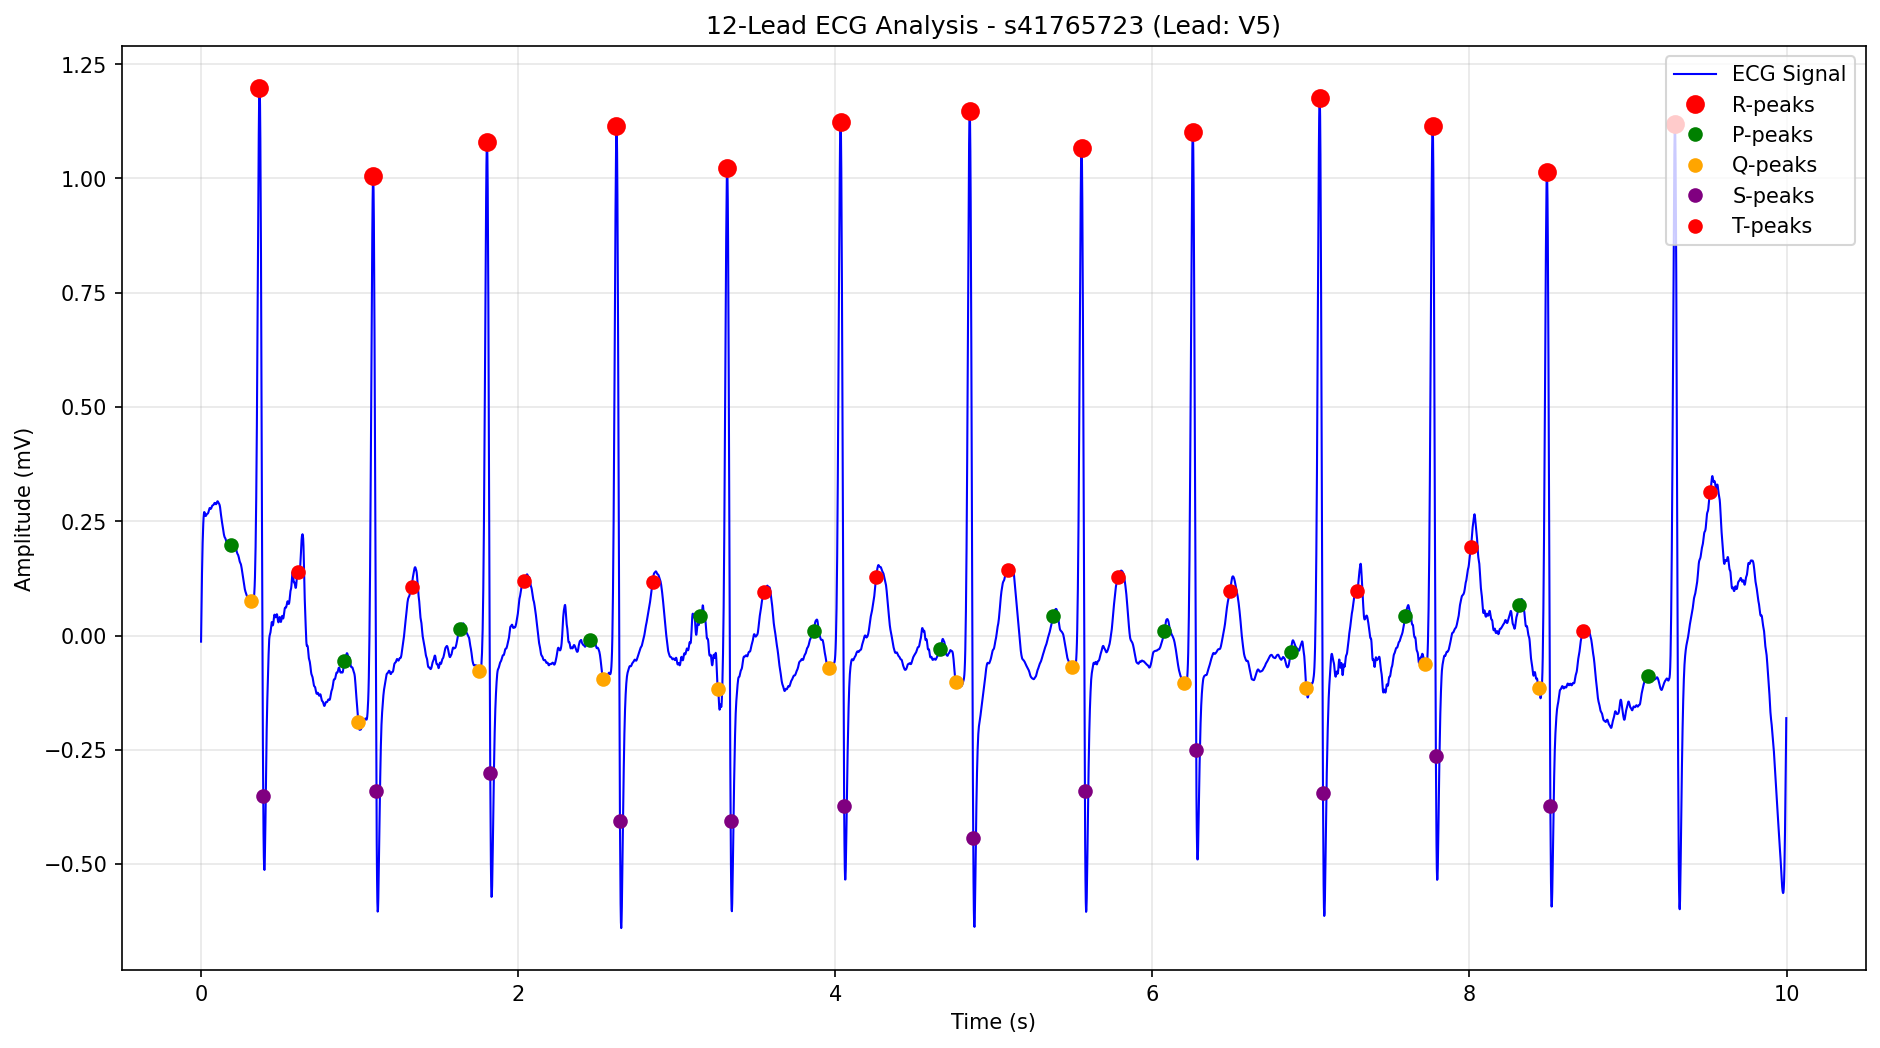 12-Lead ECG Analysis - s41765723 (Lead: V5)
ECG Signal
R-peaks
P-peaks
Q-peaks
S-peaks
T-peaks
1.25
1.00
0.75
0.50
0.25
0.00
−0.25
−0.50
Amplitude (mV)
0 2 4 6 8 10
Time (s)